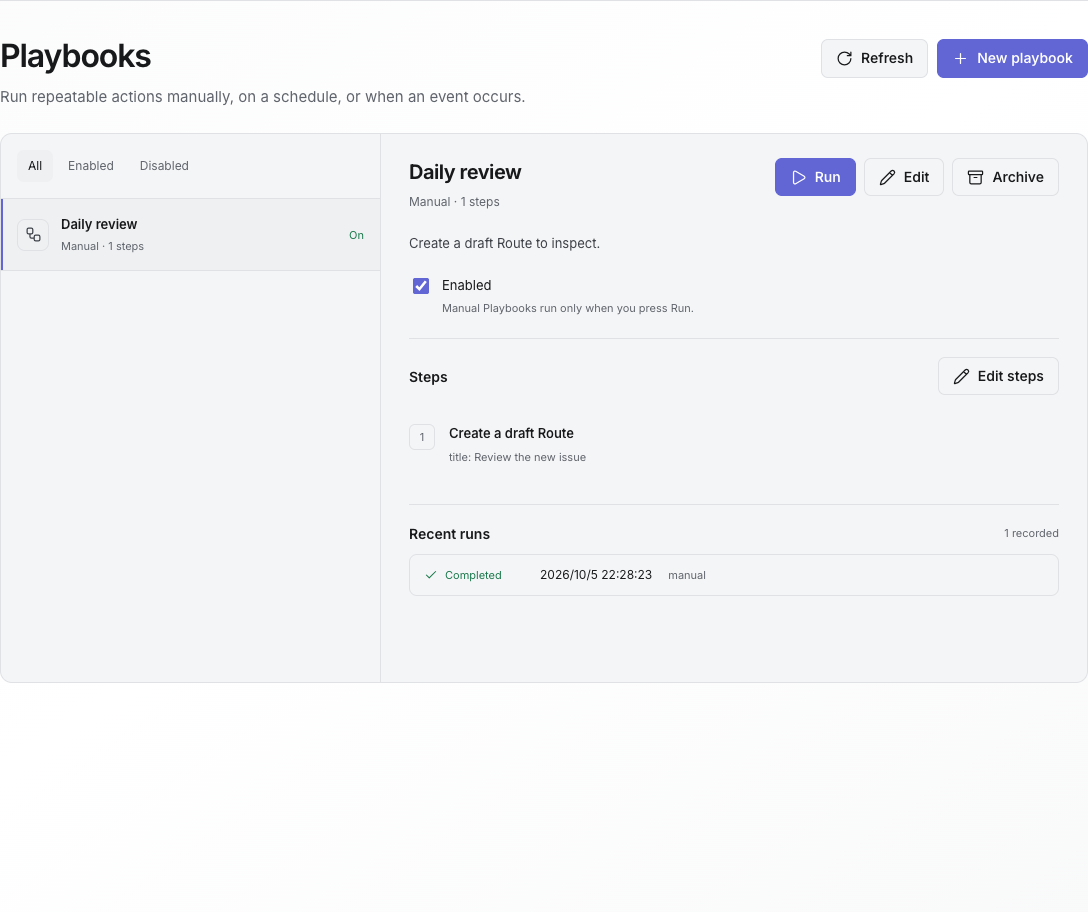 Playbooks
Refresh
New playbook
Run repeatable actions manually, on a schedule, or when an event occurs.
All
Enabled
Disabled
Daily review
Manual · 1 steps
On
Daily review
Manual · 1 steps
Run
Edit
Archive
Create a draft Route to inspect.
Enabled
Manual Playbooks run only when you press Run.
Steps
Edit steps
1
Create a draft Route
title: Review the new issue
Recent runs
1 recorded
Completed
2026/10/5 22:28:23
manual